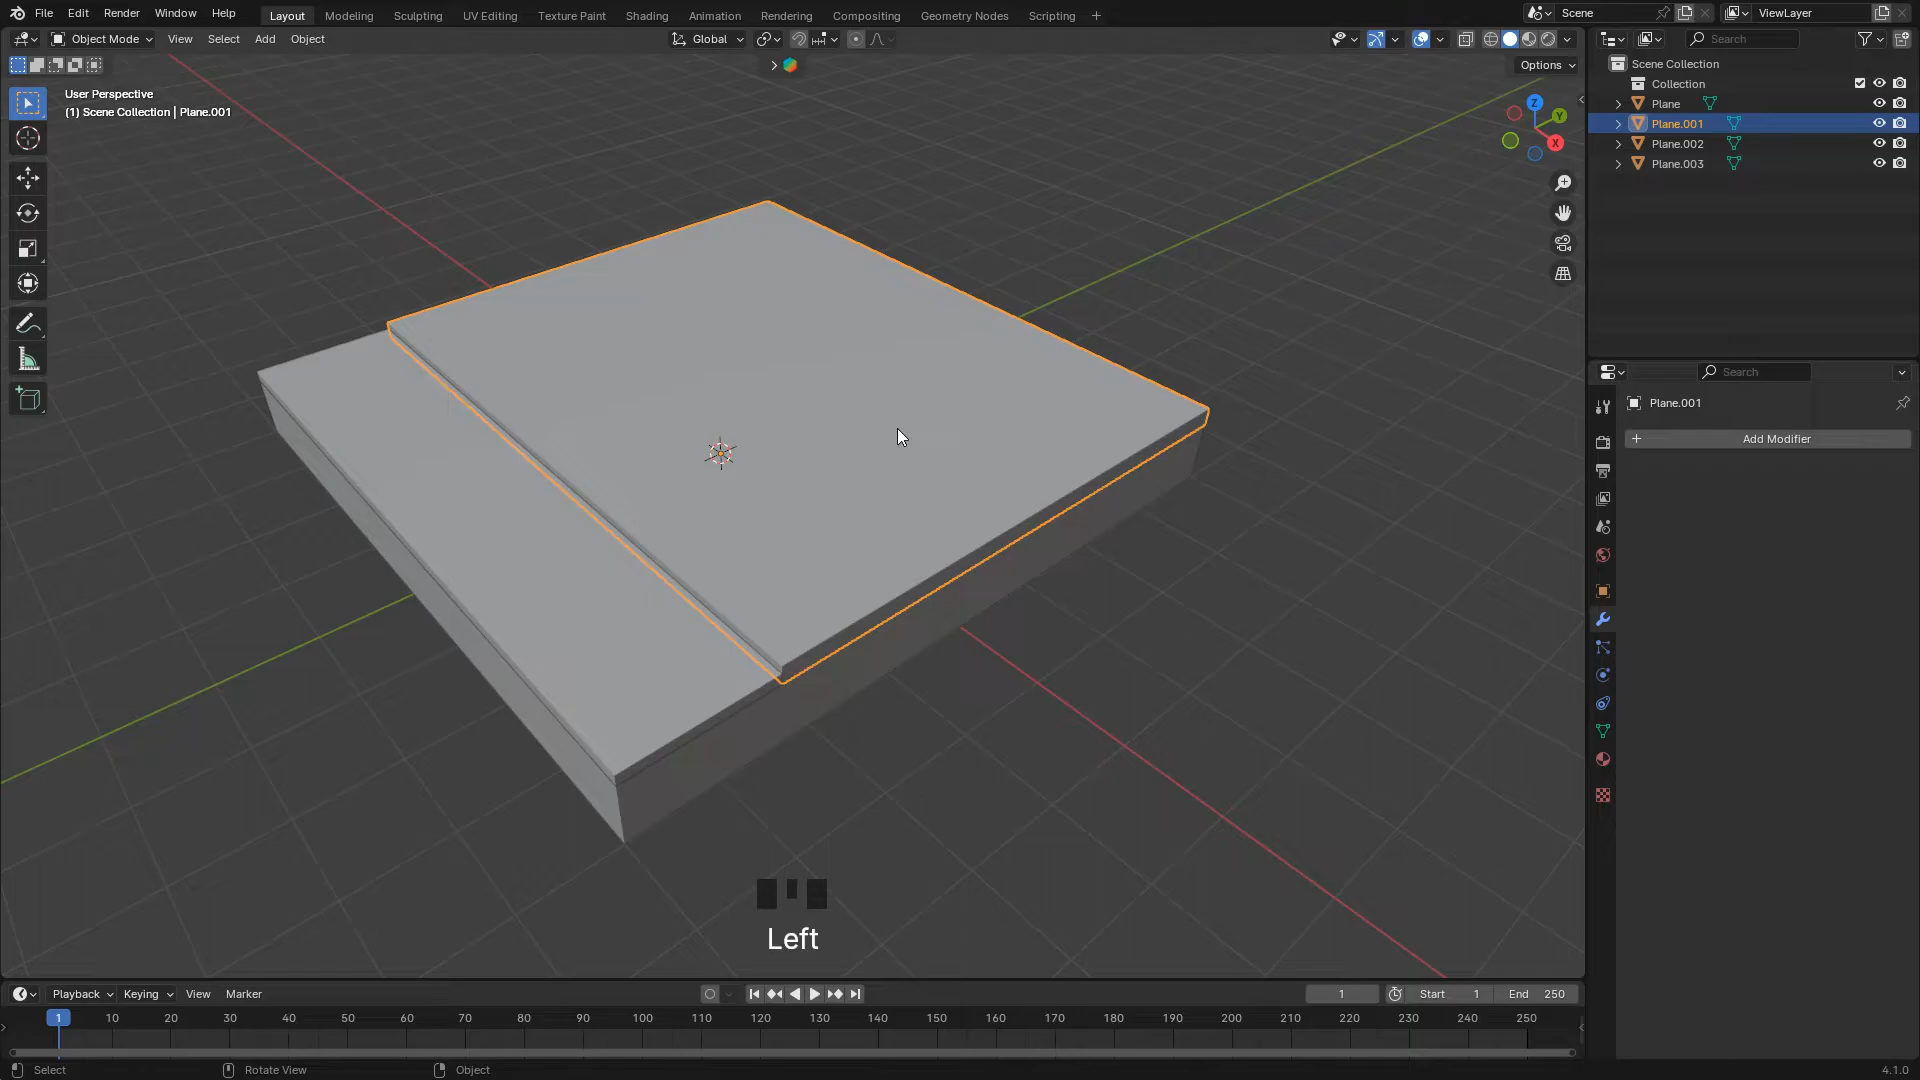 File Edit Render Window Help Layout Modeling Sculpting UV Editing Texture Paint Shading Animation Rendering Compositing Geometry Nodes Scripting + Scene ViewLayer
Object Mode View Select Add Object Global Search
Options
User Perspective
(1) Scene Collection | Plane.001
Scene Collection
Collection
Plane
Plane.001
Plane.002
Plane.003
Z
Y
X
Search
Plane.001
Add Modifier
Left
Playback Keying View Marker 1 Start 1 End 250
1 10 20 30 40 50 60 70 80 90 100 110 120 130 140 150 160 170 180 190 200 210 220 230 240 250
Select Rotate View Object 4.1.0